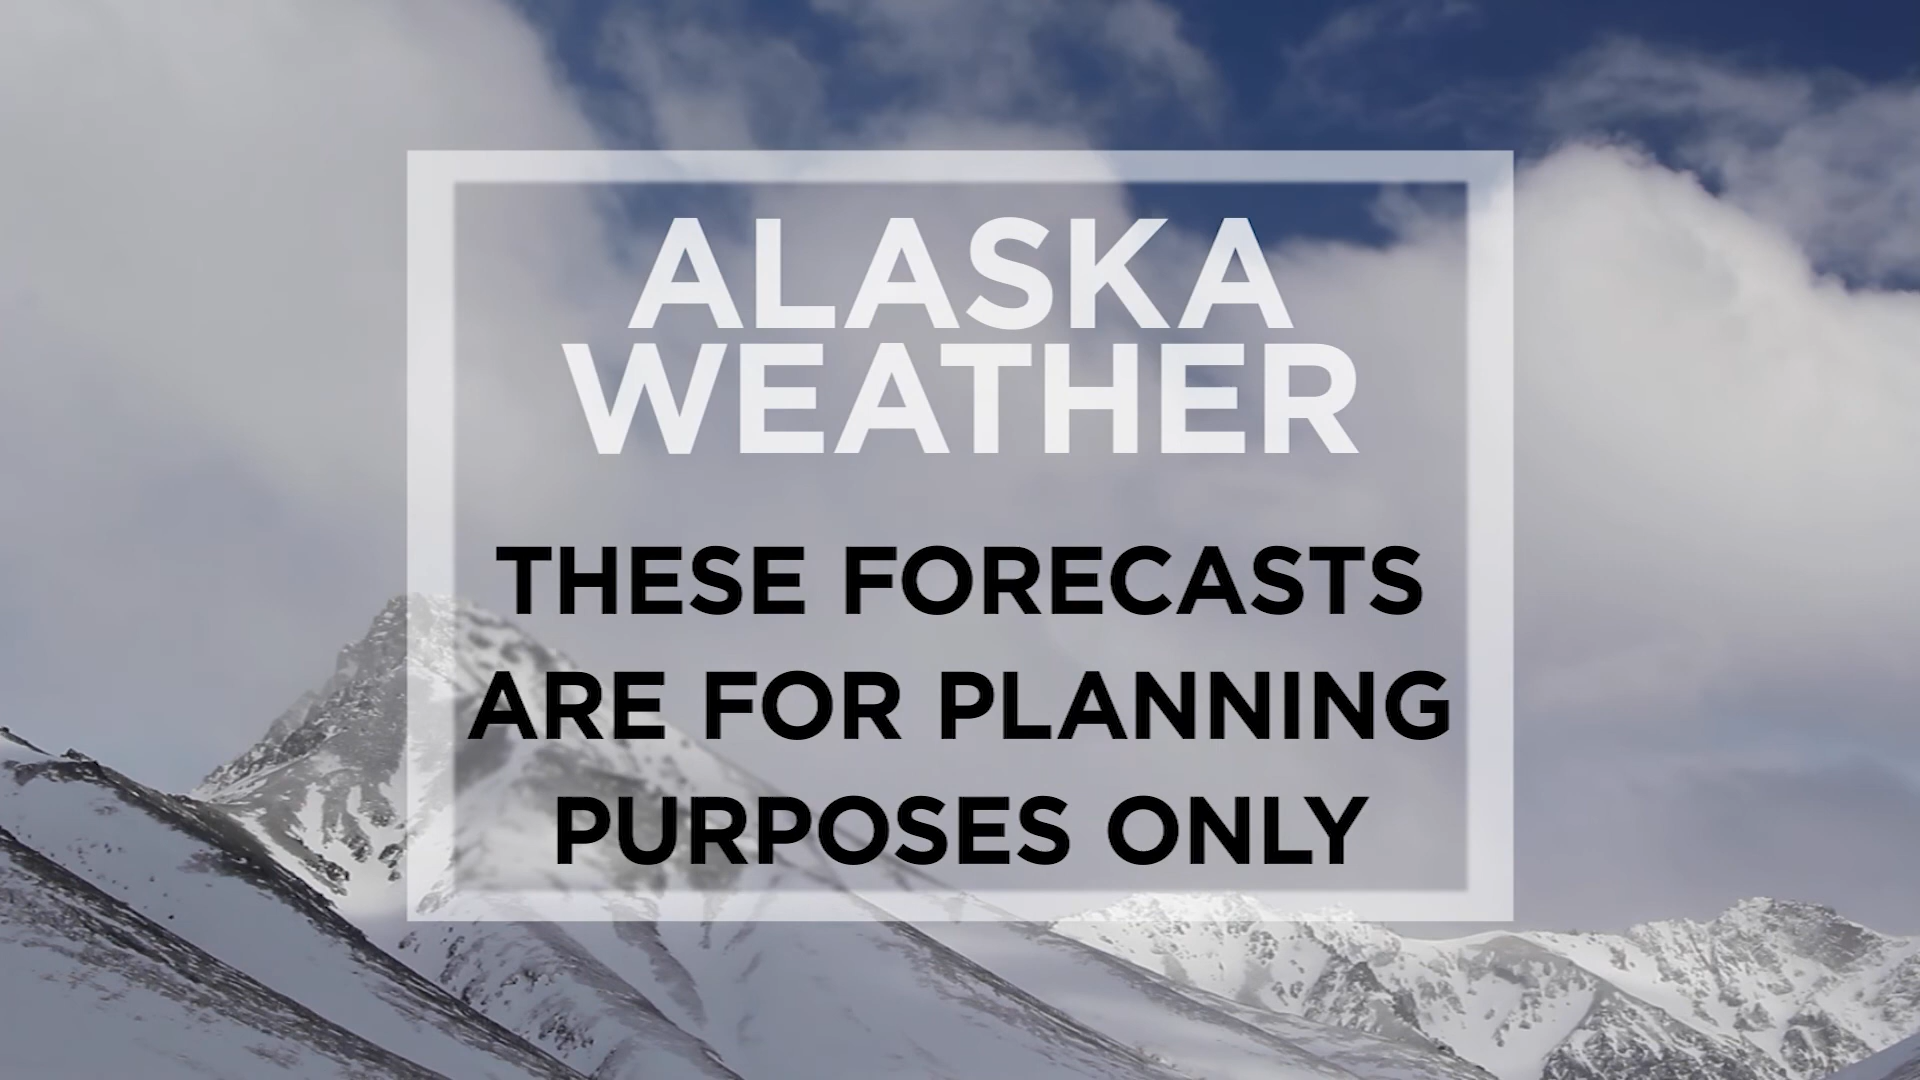 ALASKA
WEATHER
THESE FORECASTS
ARE FOR PLANNING
PURPOSES ONLY